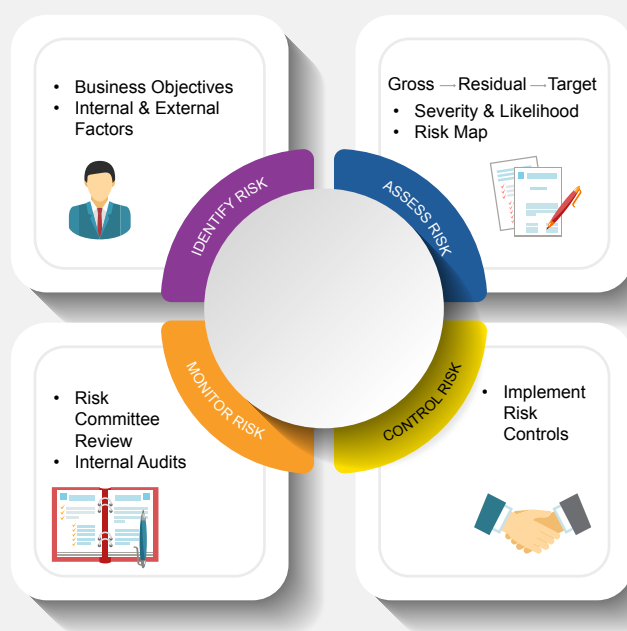 • Business Objectives
• Internal & External
Factors
Gross → Residual → Target
• Severity & Likelihood
• Risk Map
IDENTIFY RISK
ASSESS RISK
MONITOR RISK
CONTROL RISK
• Risk
Committee
Review
• Internal Audits
• Implement
Risk
Controls